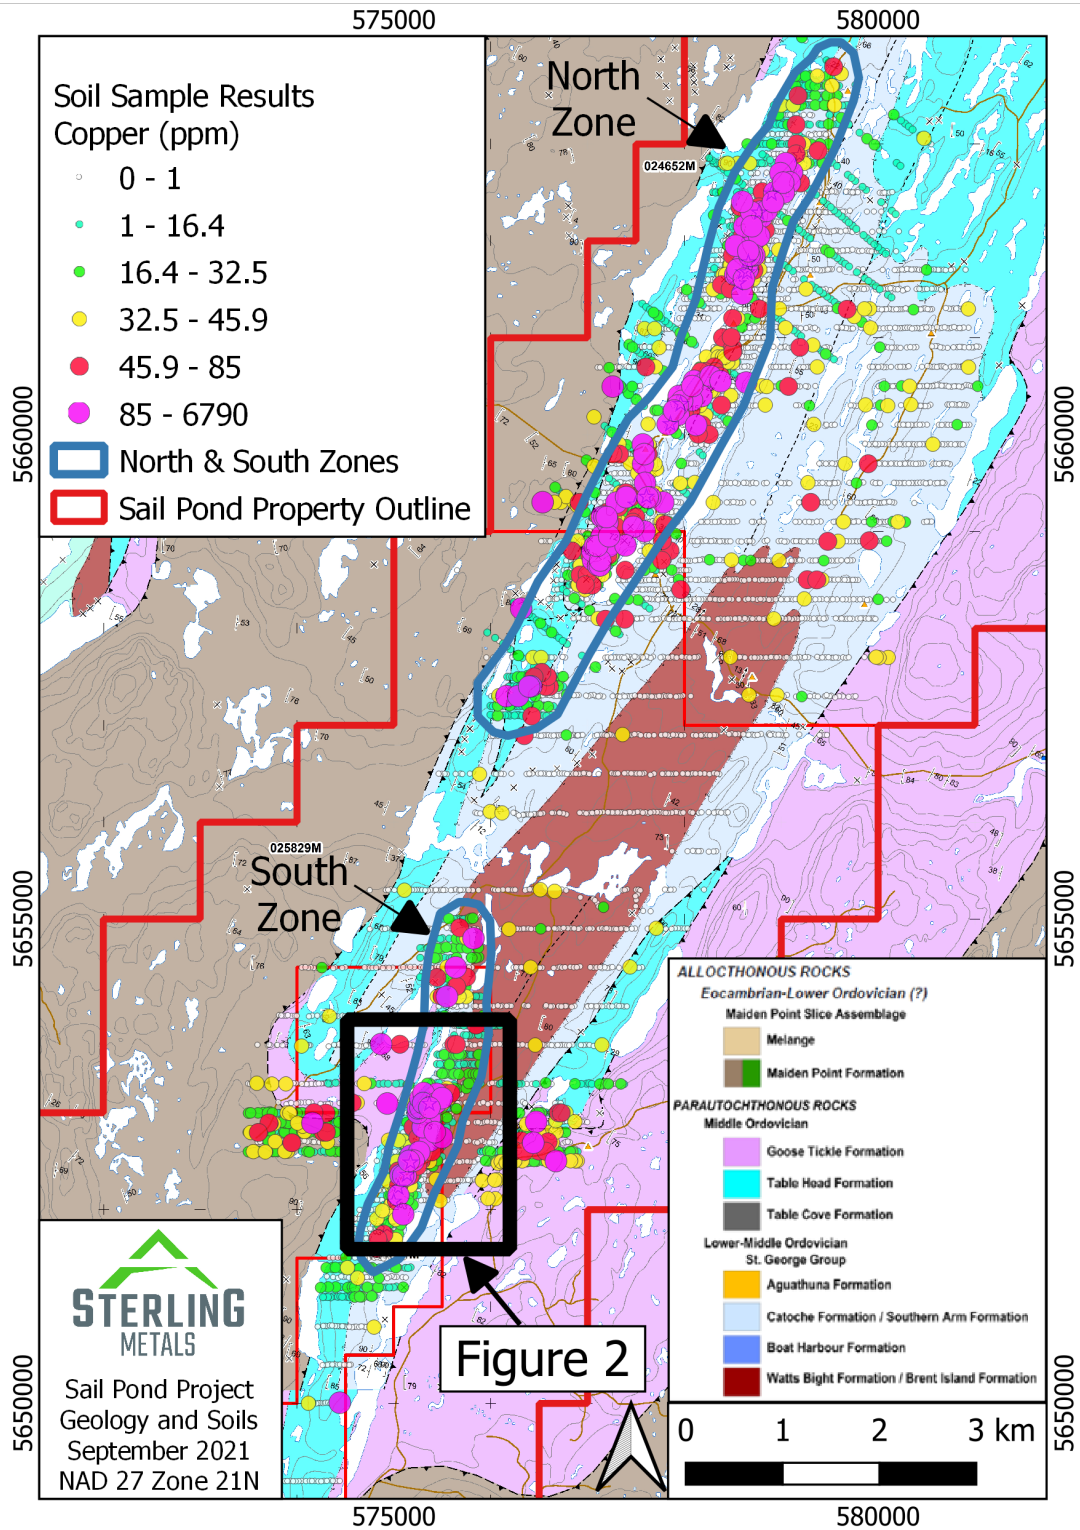 575000
580000
Soil Sample Results
Copper (ppm)
0 - 1
1 - 16.4
16.4 - 32.5
32.5 - 45.9
45.9 - 85
85 - 6790
North & South Zones
Sail Pond Property Outline
North
Zone
024652M
5660000
5660000
025829M
South
Zone
5655000
5655000
Figure 2
ALLOCTHONOUS ROCKS
Eocambrian-Lower Ordovician (?)
Maiden Point Slice Assemblage
Melange
Maiden Point Formation
PARAUTOCHTHONOUS ROCKS
Middle Ordovician
Goose Tickle Formation
Table Head Formation
Table Cove Formation
Lower-Middle Ordovician
St. George Group
Aguathuna Formation
Catoche Formation / Southern Arm Formation
Boat Harbour Formation
Watts Bight Formation / Brent Island Formation
0 1 2 3 km
STERLING
METALS
Sail Pond Project
Geology and Soils
September 2021
NAD 27 Zone 21N
5650000
5650000
575000
580000